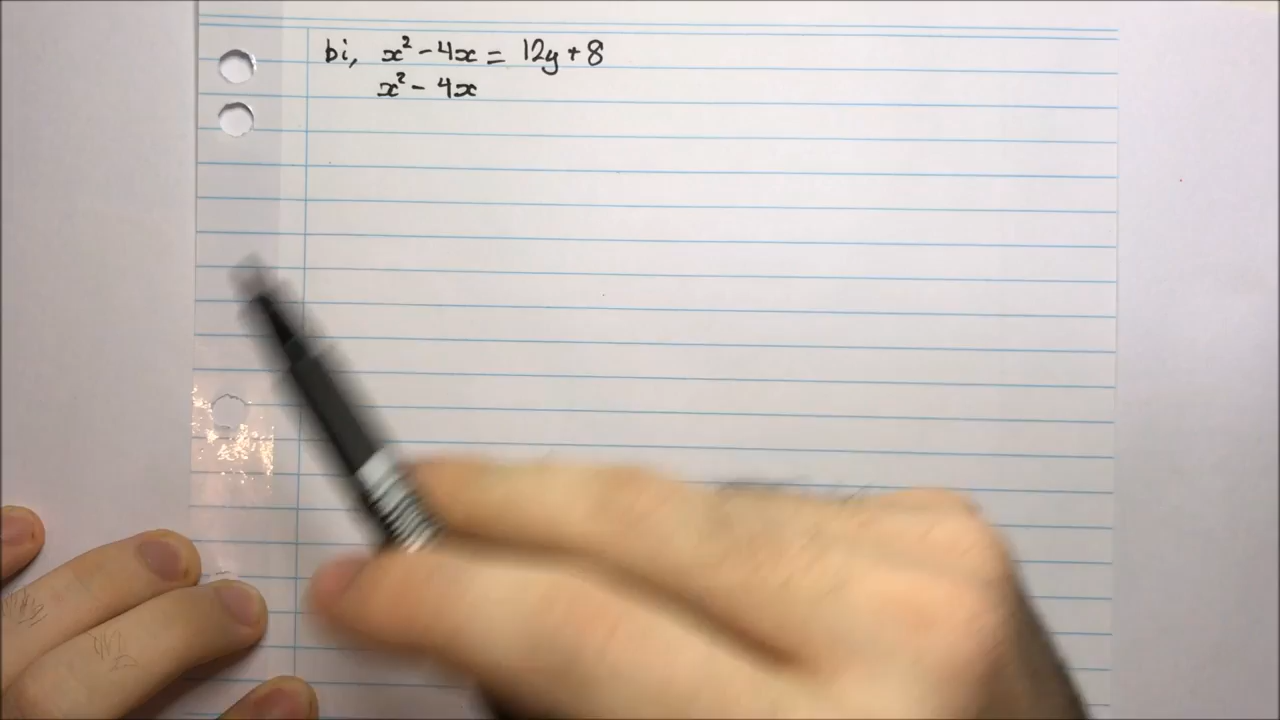 bi, x² - 4x = 12y + 8
x² - 4x